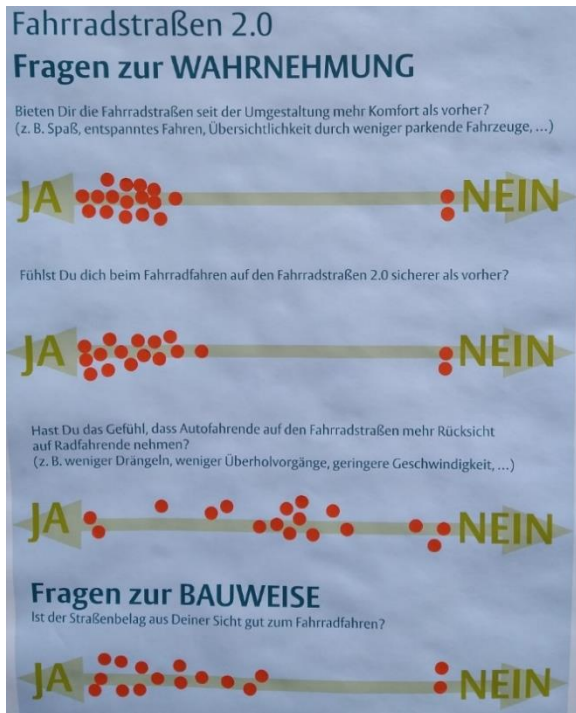 Fahrradstraßen 2.0
Fragen zur WAHRNEHMUNG
Bieten Dir die Fahrradstraßen seit der Umgestaltung mehr Komfort als vorher?
(z. B. Spaß, entspanntes Fahren, Übersichtlichkeit durch weniger parkende Fahrzeuge, ...)
JA NEIN
Fühlst Du dich beim Fahrradfahren auf den Fahrradstraßen 2.0 sicherer als vorher?
JA NEIN
Hast Du das Gefühl, dass Autofahrende auf den Fahrradstraßen mehr Rücksicht
auf Radfahrende nehmen?
(z. B. weniger Drängeln, weniger Überholvorgänge, geringere Geschwindigkeit, ...)
JA NEIN
Fragen zur BAUWEISE
Ist der Straßenbelag aus Deiner Sicht gut zum Fahrradfahren?
JA NEIN